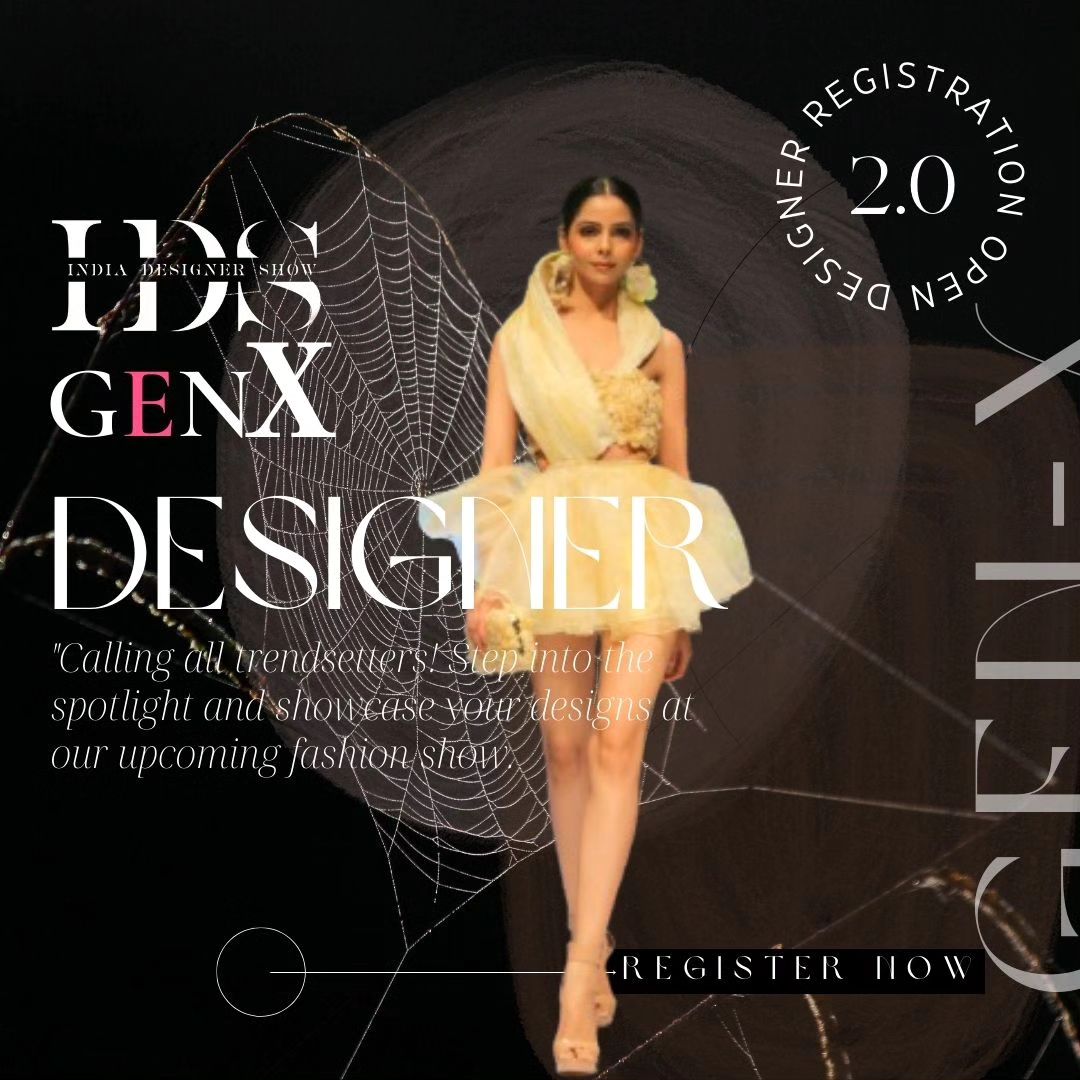 DESIGNER REGISTRATION OPEN
2.0
IDS
INDIA DESIGNER SHOW
GENX
DESIGNER
"Calling all trendsetters! Step into the
spotlight and showcase your designs at
our upcoming fashion show.
REGISTER NOW
GEN-X